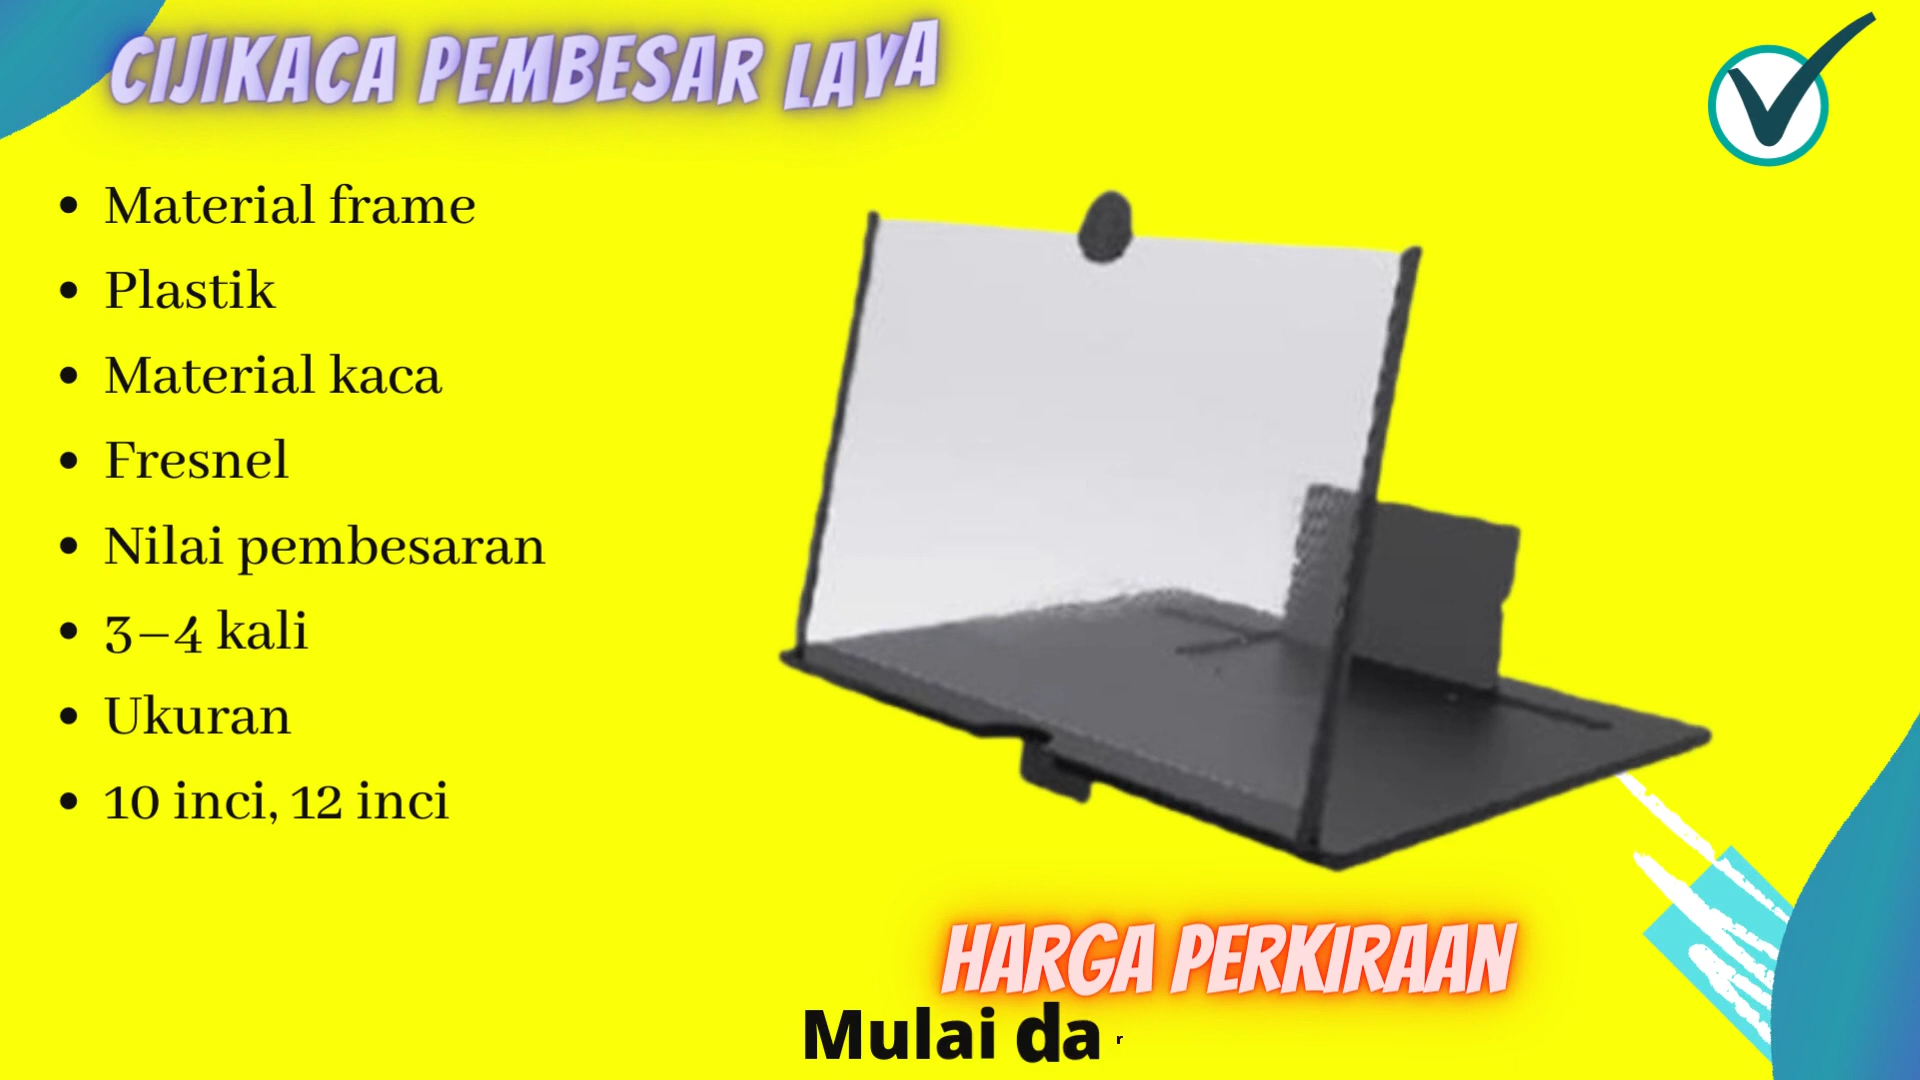 CIJIKACA PEMBESAR LAYA
Material frame
Plastik
Material kaca
Fresnel
Nilai pembesaran
3–4 kali
Ukuran
10 inci, 12 inci
HARGA PERKIRAAN
Mulai dar